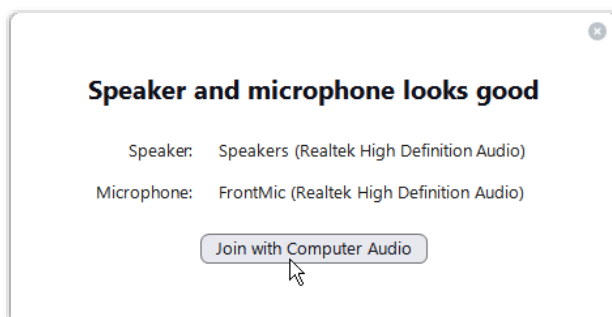 Speaker and microphone looks good
Speaker: Speakers (Realtek High Definition Audio)
Microphone: FrontMic (Realtek High Definition Audio)
Join with Computer Audio